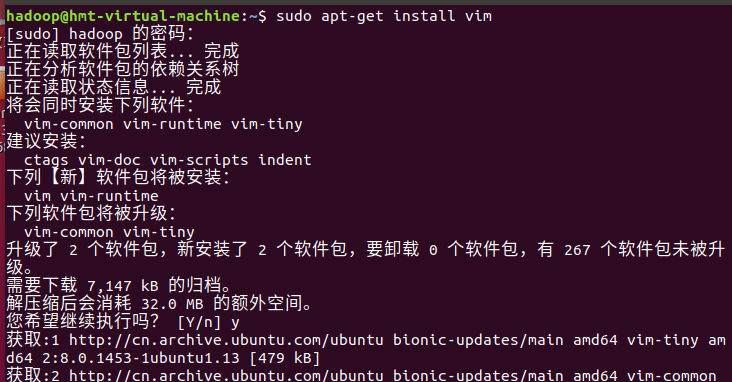 hadoop@hmt-virtual-machine:~$ sudo apt-get install vim
[sudo] hadoop 的密码：
正在读取软件包列表... 完成
正在分析软件包的依赖关系树
正在读取状态信息... 完成
将会同时安装下列软件：
vim-common vim-runtime vim-tiny
建议安装：
ctags vim-doc vim-scripts indent
下列【新】软件包将被安装：
vim vim-runtime
下列软件包将被升级：
vim-common vim-tiny
升级了 2 个软件包，新安装了 2 个软件包，要卸载 0 个软件包，有 267 个软件包未被升
级。
需要下载 7,147 kB 的归档。
解压缩后会消耗 32.0 MB 的额外空间。
您希望继续执行吗？ [Y/n] y
获取:1 http://cn.archive.ubuntu.com/ubuntu bionic-updates/main amd64 vim-tiny am
d64 2:8.0.1453-1ubuntu1.13 [479 kB]
获取:2 http://cn.archive.ubuntu.com/ubuntu bionic-updates/main amd64 vim-common